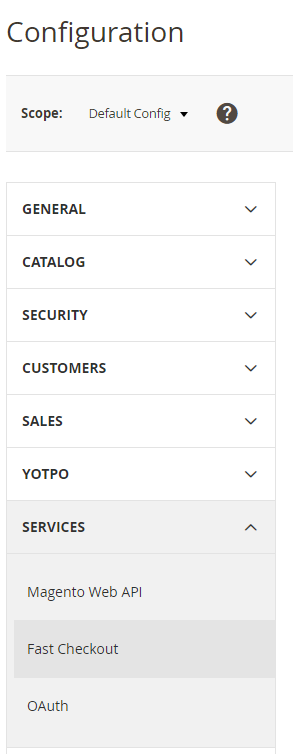 Configuration
Scope: Default Config ?
GENERAL
CATALOG
SECURITY
CUSTOMERS
SALES
YOTPO
SERVICES
Magento Web API
Fast Checkout
OAuth